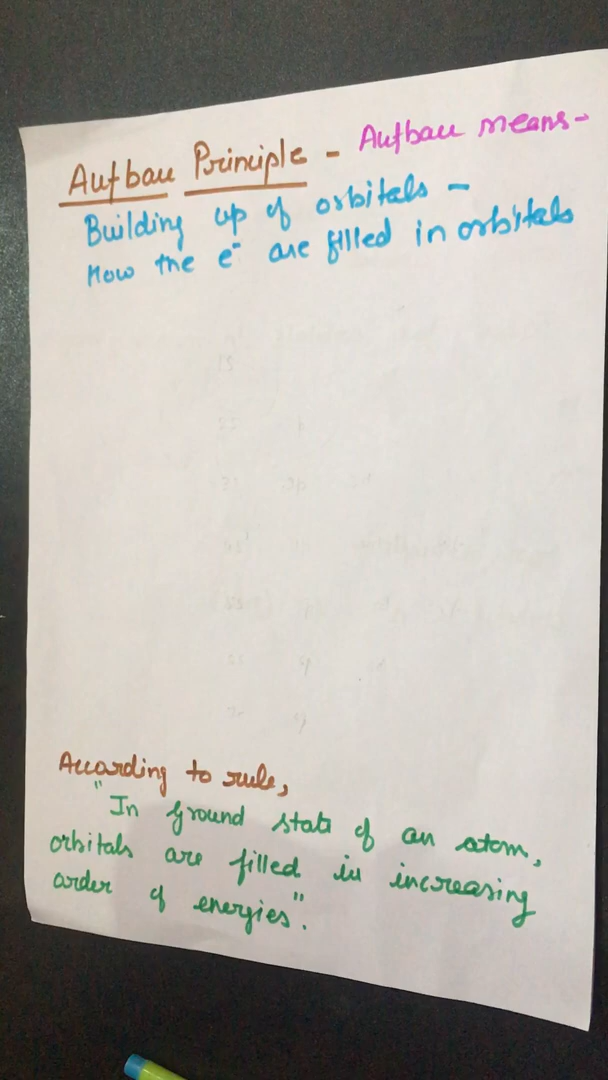 Aufbau Principle - Aufbau means-
Building up of orbitals -
How the e⁻ are filled in orbitals
According to rule,
"In ground state of an atom,
orbitals are filled in increasing
order of energies".